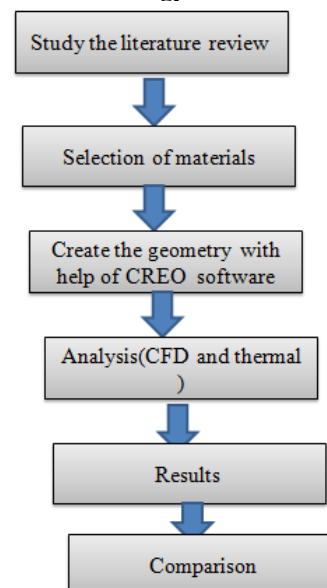 Study the literature review
Selection of materials
Create the geometry with
help of CREO software
Analysis(CFD and thermal
)
Results
Comparison